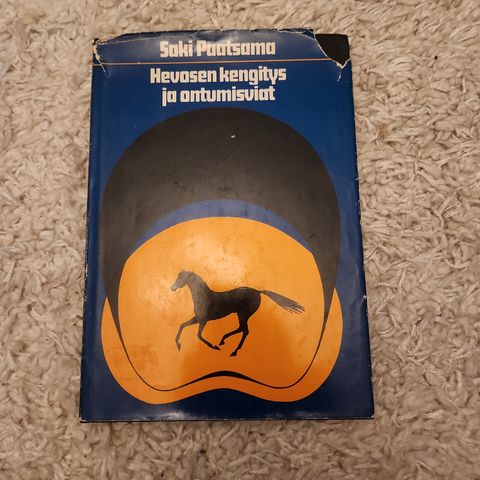 Saki Paatsama
Hevosen kengitys
ja ontumisviat